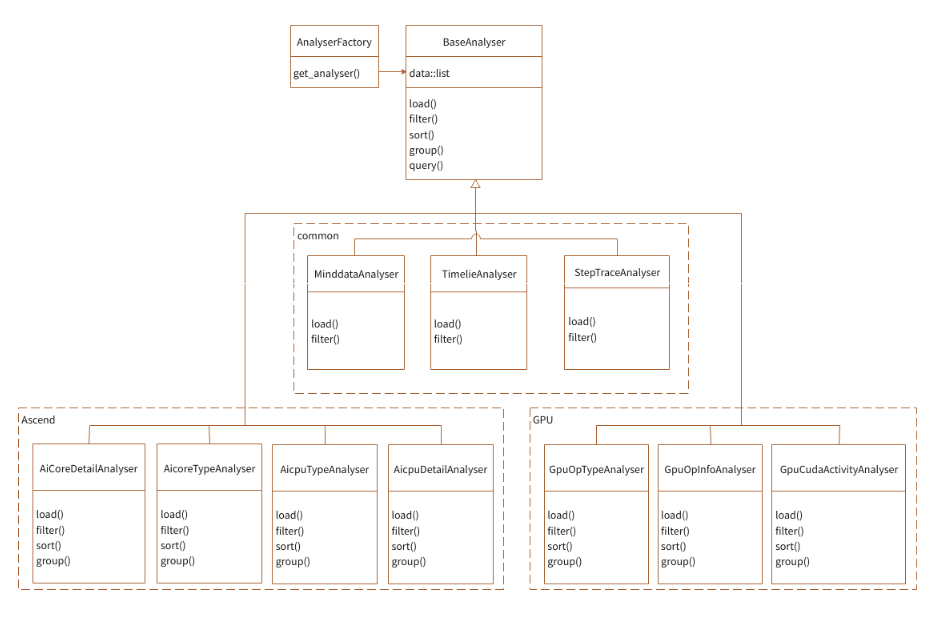 AnalyserFactory
get_analyser()
BaseAnalyser
data::list
load()
filter()
sort()
group()
query()
common
MinddataAnalyser
load()
filter()
TimelieAnalyser
load()
filter()
StepTraceAnalyser
load()
filter()
Ascend
AiCoreDetailAnalyser
load()
filter()
sort()
group()
AicoreTypeAnalyser
load()
filter()
sort()
group()
AicpuTypeAnalyser
load()
filter()
sort()
group()
AicpuDetailAnalyser
load()
filter()
sort()
group()
GPU
GpuOpTypeAnalyser
load()
filter()
sort()
group()
GpuOpInfoAnalyser
load()
filter()
sort()
group()
GpuCudaActivityAnalyser
load()
filter()
sort()
group()